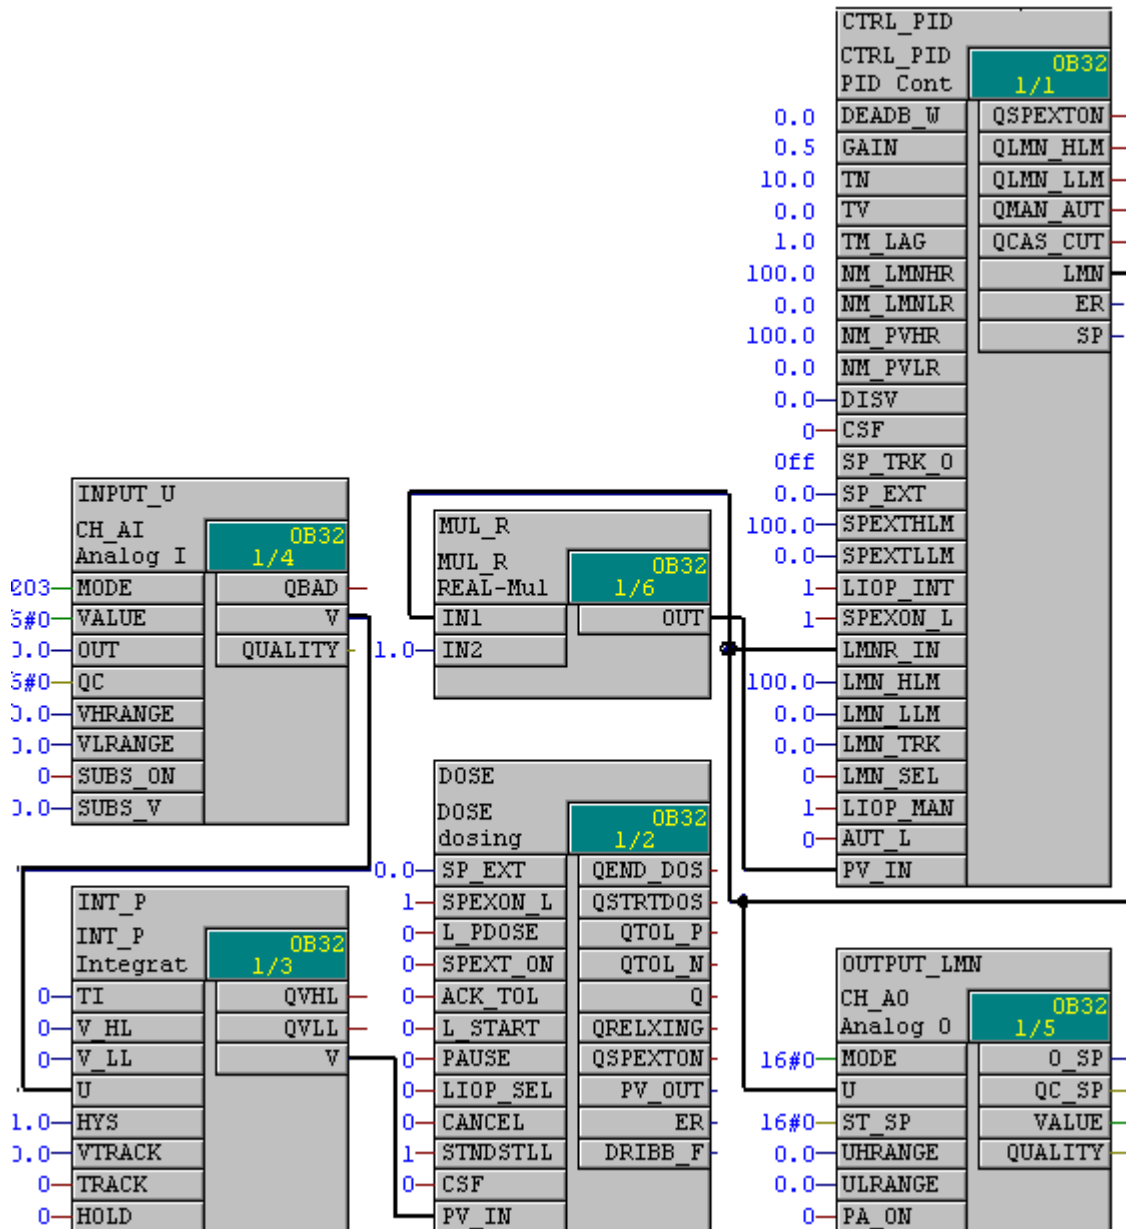 CTRL_PID
CTRL_PID OB32
PID Cont 1/1
0.0 DEADB_W QSPEXTON
0.5 GAIN QLMN_HLM
10.0 TN QLMN_LLM
0.0 TV QMAN_AUT
1.0 TM_LAG QCAS_CUT
100.0 NM_LMNHR LMN
0.0 NM_LMNLR ER
100.0 NM_PVHR SP
0.0 NM_PVLR
0.0 DISV
0 CSF
Off SP_TRK_O
0.0 SP_EXT
100.0 SPEXTHLM
0.0 SPEXTLLM
1 LIOP_INT
1 SPEXON_L
LMNR_IN
100.0 LMN_HLM
0.0 LMN_LLM
0.0 LMN_TRK
0 LMN_SEL
1 LIOP_MAN
0 AUT_L
PV_IN
INPUT_U
CH_AI OB32
Analog I 1/4
MODE QBAD
VALUE V
OUT QUALITY
QC
VHRANGE
VLRANGE
0 SUBS_ON
SUBS_V
MUL_R
MUL_R OB32
REAL-Mul 1/6
IN1 OUT
1.0 IN2
INT_P
INT_P OB32
Integrat 1/3
0 TI QVHL
0 V_HL QVLL
0 V_LL V
U
1.0 HYS
VTRACK
0 TRACK
0 HOLD
DOSE
DOSE OB32
dosing 1/2
0.0 SP_EXT QEND_DOS
1 SPEXON_L QSTRTDOS
0 L_PDOSE QTOL_P
0 SPEXT_ON QTOL_N
0 ACK_TOL Q
0 L_START QRELXING
0 PAUSE QSPEXTON
0 LIOP_SEL PV_OUT
0 CANCEL ER
1 STNDSTLL DRIBB_F
0 CSF
PV_IN
OUTPUT_LMN
CH_AO OB32
Analog O 1/5
16#0 MODE O_SP
U QC_SP
16#0 ST_SP VALUE
0.0 UHRANGE QUALITY
0.0 ULRANGE
0 PA_ON